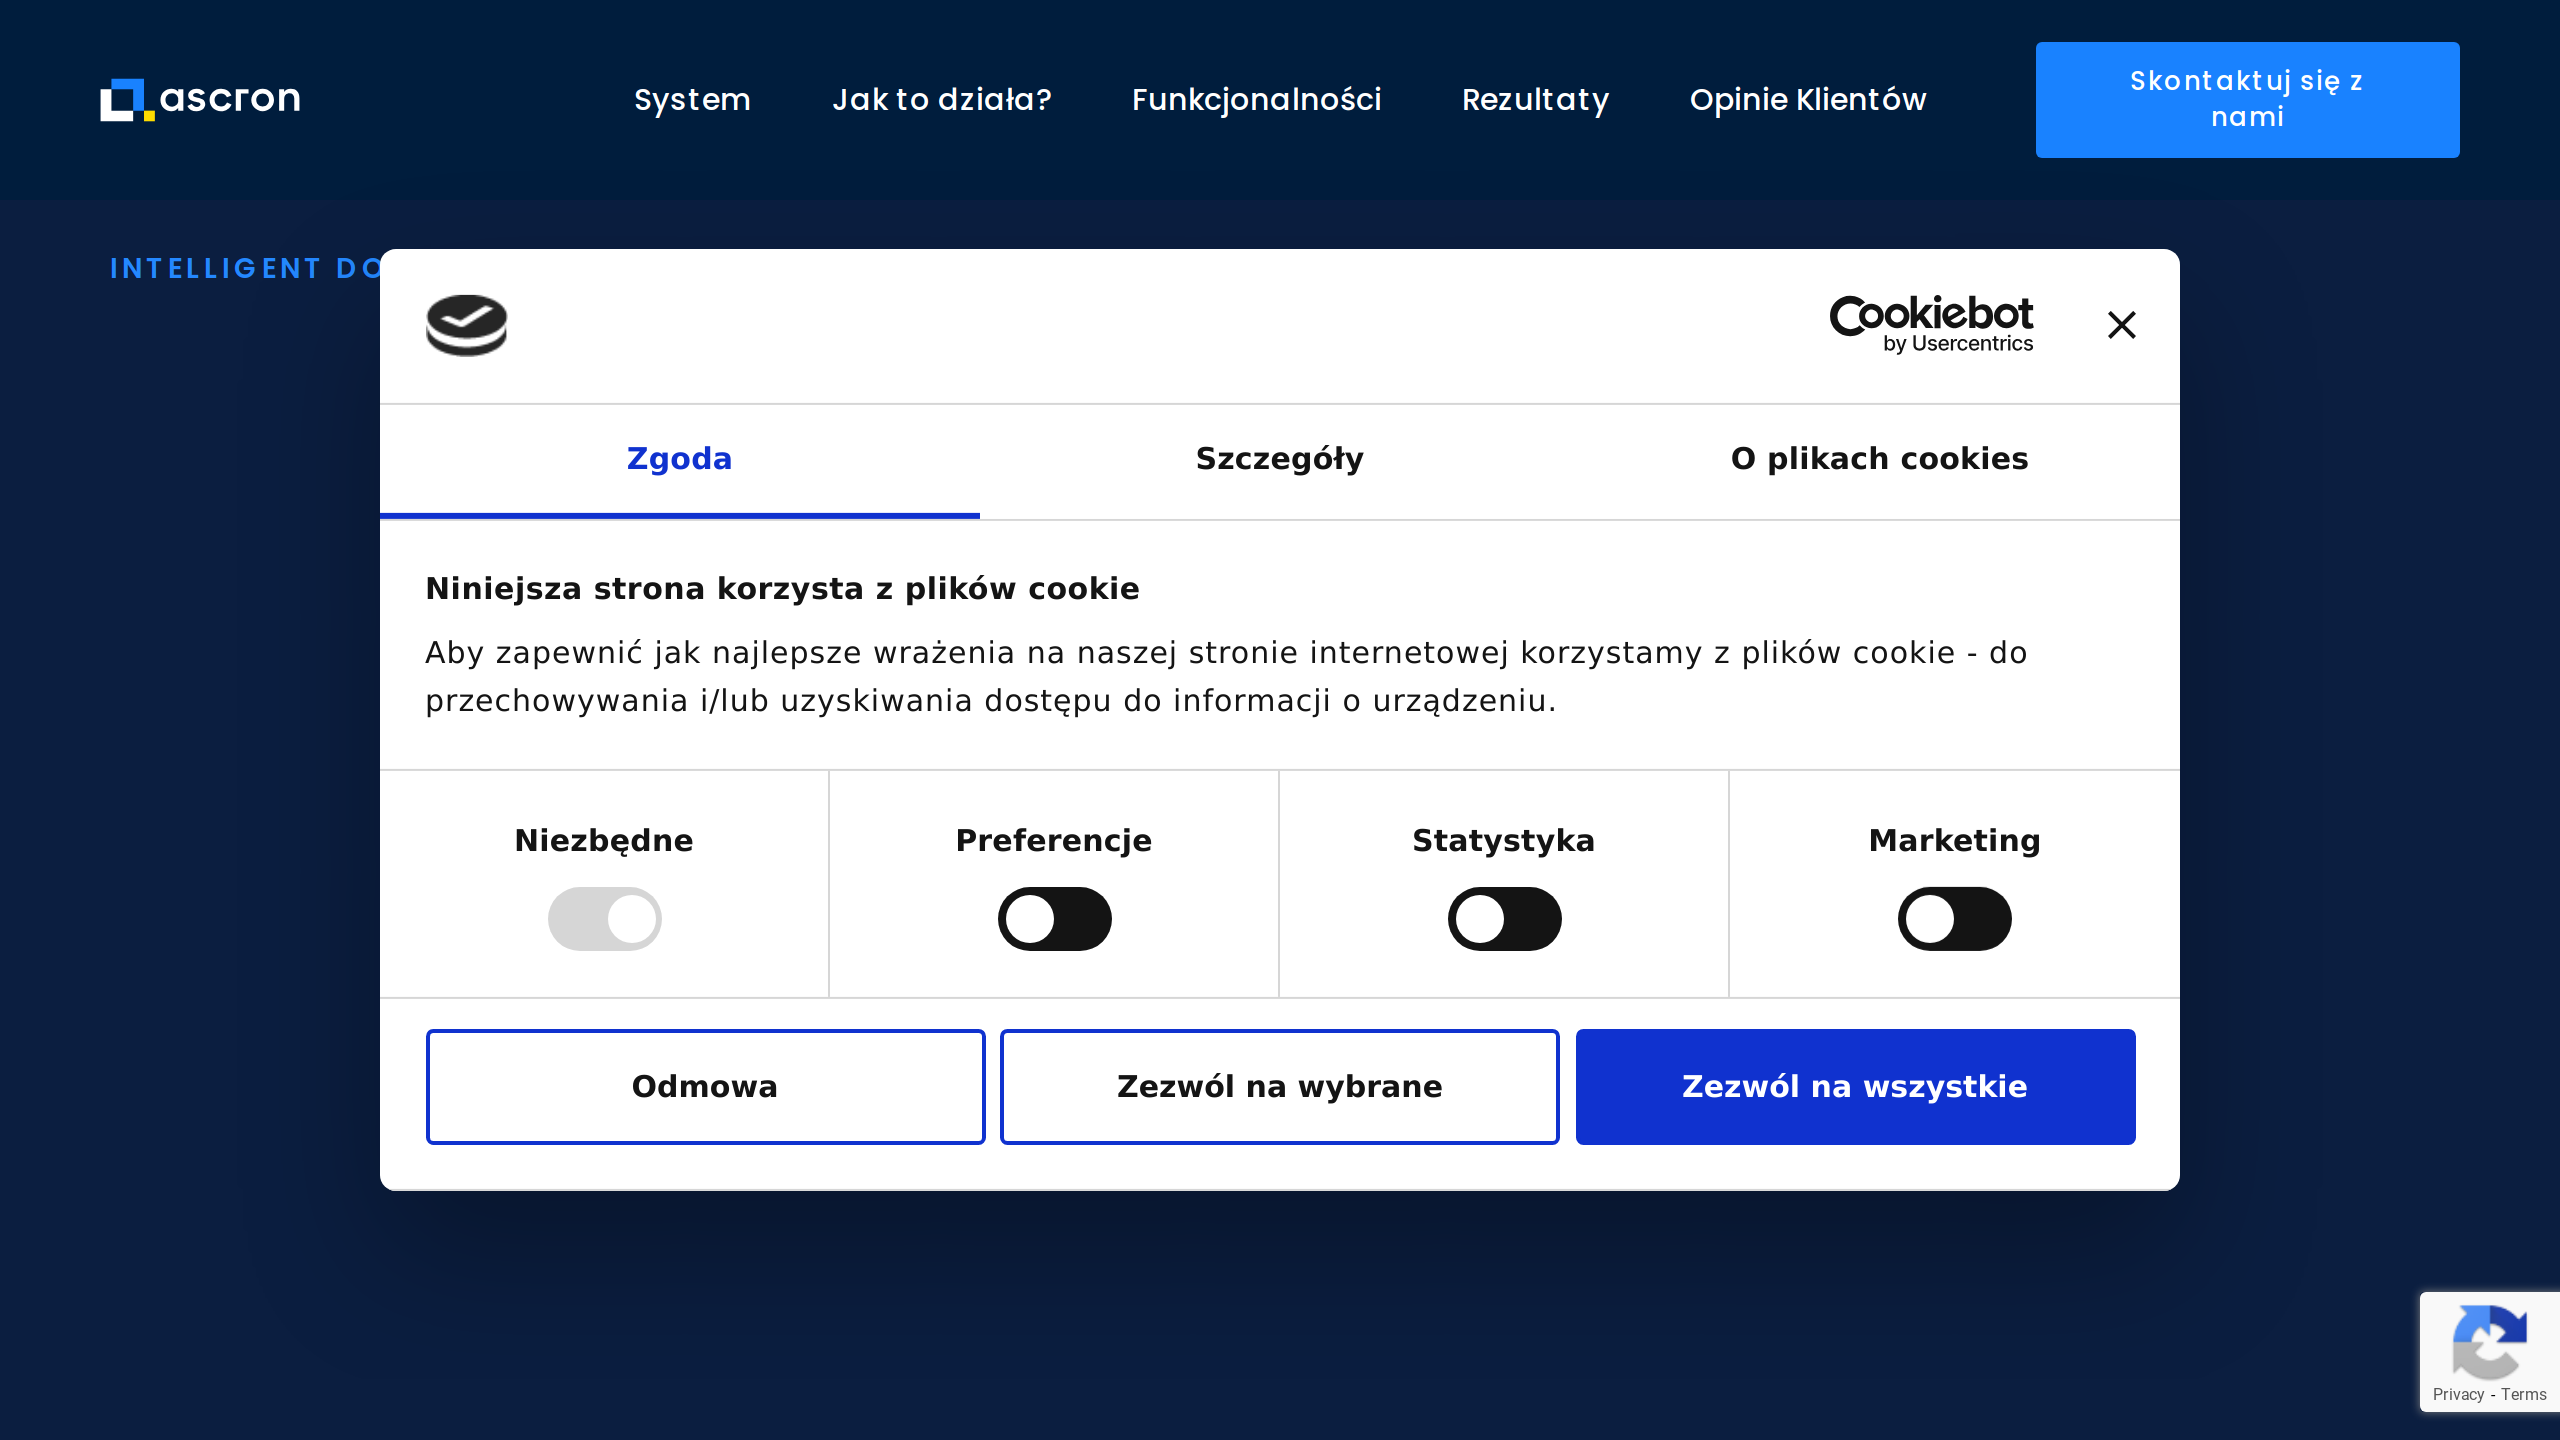 ascron
System
Jak to działa?
Funkcjonalności
Rezultaty
Opinie Klientów
Skontaktuj się z
nami
INTELLIGENT DO
Cookiebot
by Usercentrics
Zgoda
Szczegóły
O plikach cookies
Niniejsza strona korzysta z plików cookie
Aby zapewnić jak najlepsze wrażenia na naszej stronie internetowej korzystamy z plików cookie - do
przechowywania i/lub uzyskiwania dostępu do informacji o urządzeniu.
Niezbędne
Preferencje
Statystyka
Marketing
Odmowa
Zezwól na wybrane
Zezwól na wszystkie
Privacy - Terms